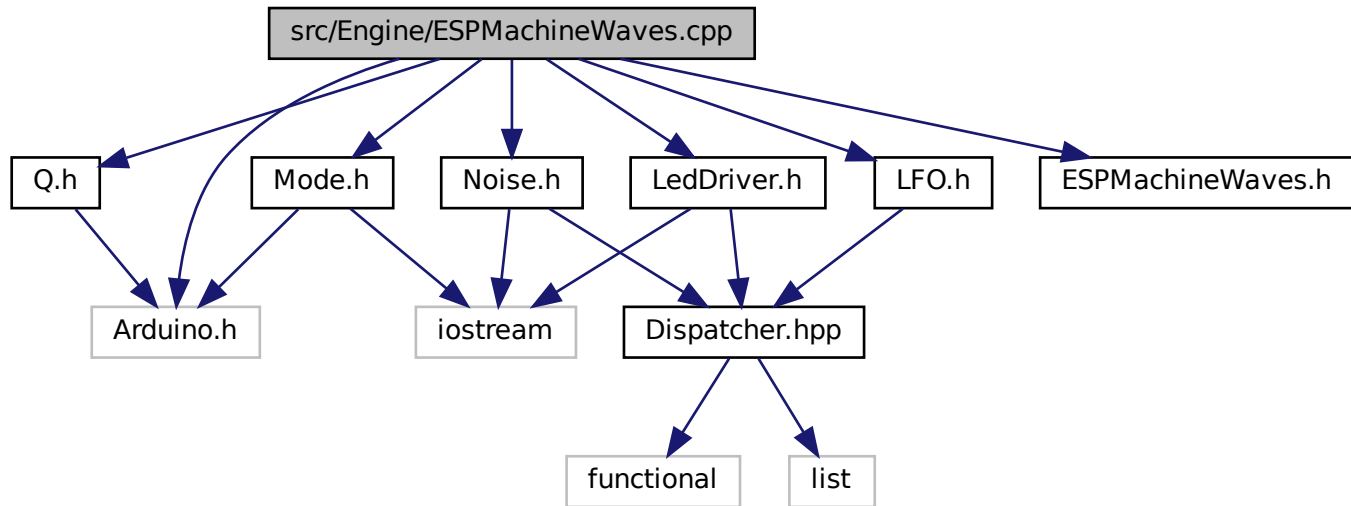 src/Engine/ESPMachineWaves.cpp
Q.h
Mode.h
Noise.h
LedDriver.h
LFO.h
ESPMachineWaves.h
Arduino.h
iostream
Dispatcher.hpp
functional
list